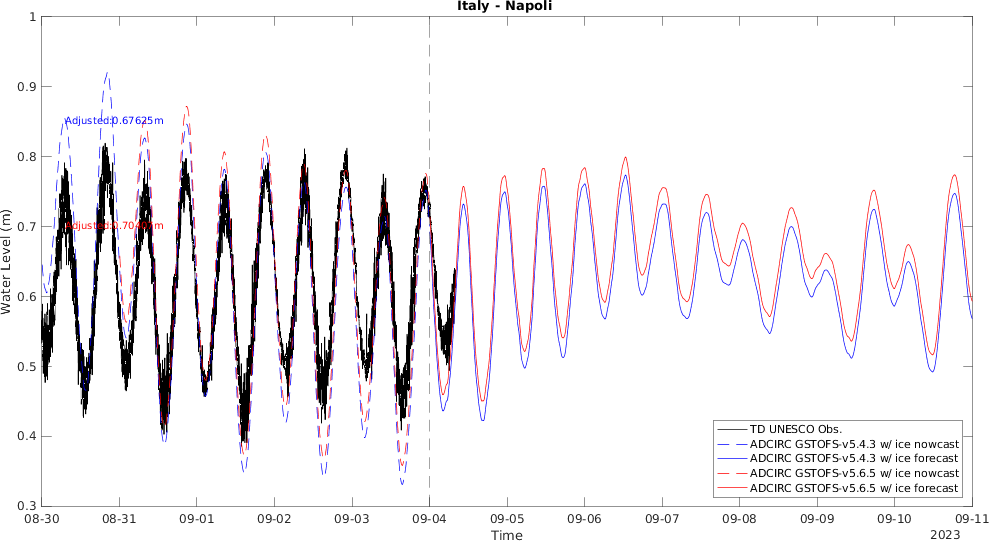 Italy - Napoli
1
0.9
0.8
0.7
0.6
0.5
0.4
0.3
Water Level (m)
Adjusted:0.67625m
TD UNESCO Obs.
ADCIRC GSTOFS-v5.4.3 w/ ice nowcast
ADCIRC GSTOFS-v5.4.3 w/ ice forecast
ADCIRC GSTOFS-v5.6.5 w/ ice nowcast
ADCIRC GSTOFS-v5.6.5 w/ ice forecast
08-30 08-31 09-01 09-02 09-03 09-04 09-05 09-06 09-07 09-08 09-09 09-10 09-11
Time
2023